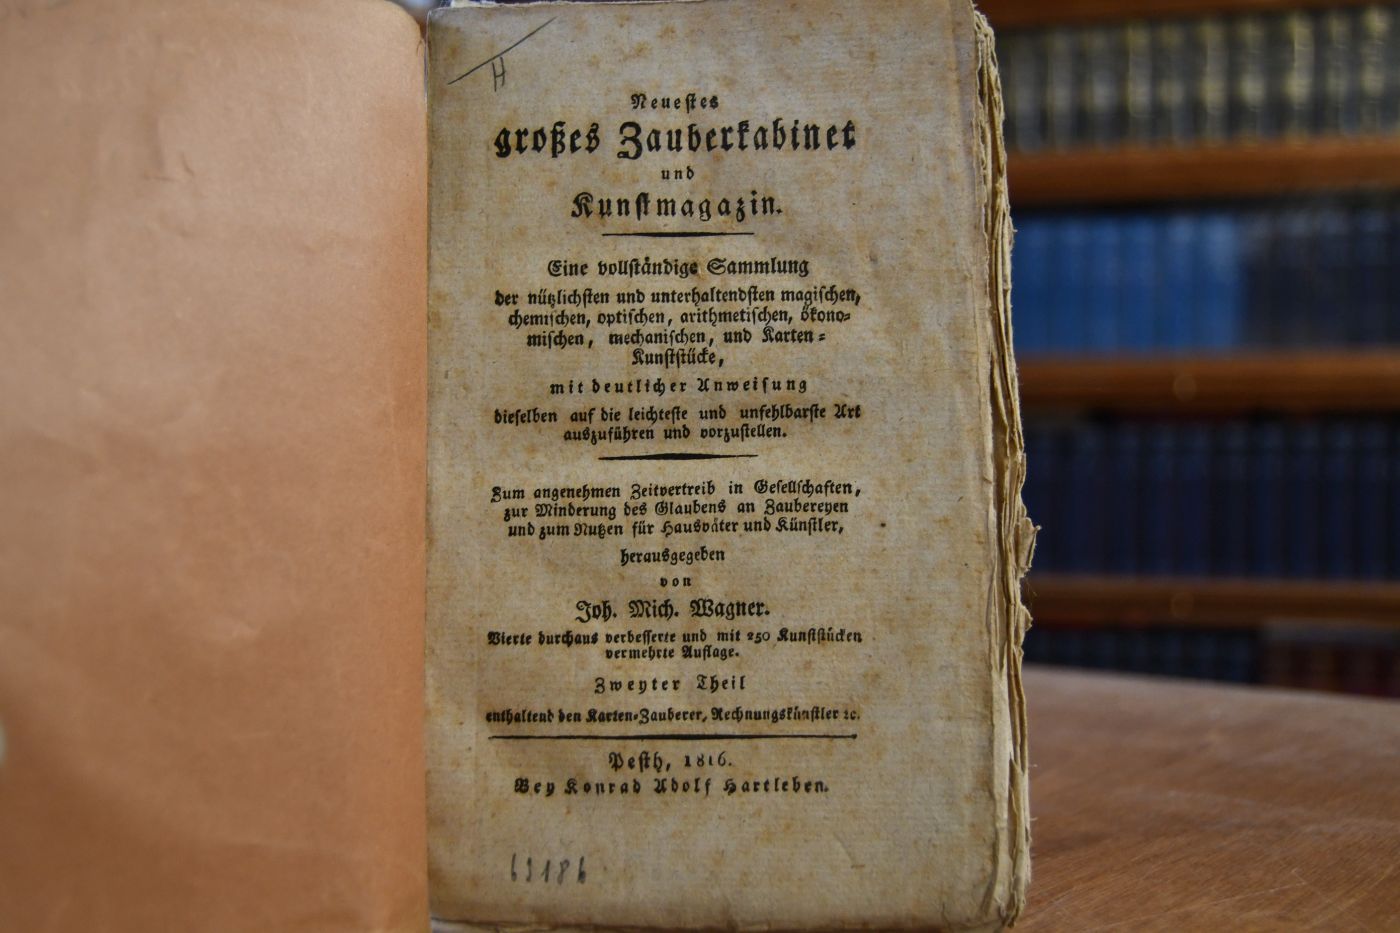 H
Neuestes
großes Zauberkabinet
und
Kunstmagazin.
Eine vollständige Sammlung
der nützlichsten und unterhaltendsten magischen,
chemischen, optischen, arithmetischen, ökono-
mischen, mechanischen, und Karten-
Kunststücke,
mit deutlicher Anweisung
dieselben auf die leichteste und unfehlbarste Art
auszuführen und vorzustellen.
Zum angenehmen Zeitvertreib in Gesellschaften,
zur Minderung des Glaubens an Zaubereyen
und zum Nutzen für Hausväter und Künstler,
herausgegeben
von
Joh. Mich. Wagner.
Vierte durchaus verbesserte und mit 250 Kunststücken
vermehrte Auflage.
Zweyter Theil
enthaltend den Karten-Zauberer, Rechnungskünstler ꝛc.
Pesth, 1816.
Bey Konrad Adolf Hartleben.